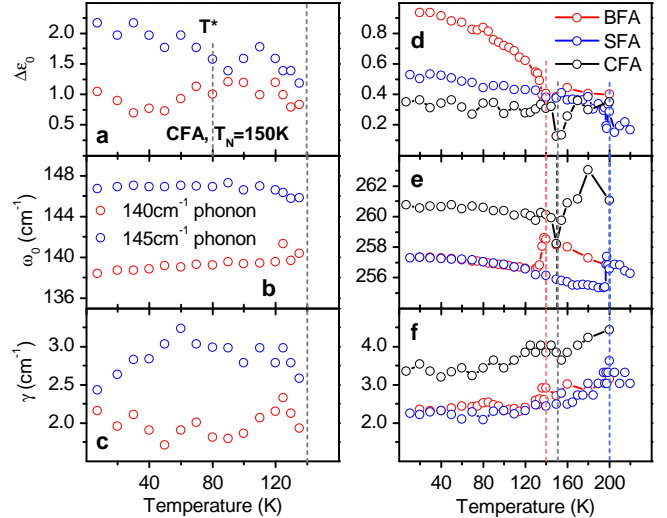 2.5
2.0
1.5
1.0
0.5
Δε₀
T*
CFA, T_N=150K
a
148
144
140
136
ω₀ (cm⁻¹)
140cm⁻¹ phonon
145cm⁻¹ phonon
b
3.0
2.5
2.0
γ (cm⁻¹)
c
0 40 80 120
Temperature (K)
0.8
0.6
0.4
0.2
d
BFA
SFA
CFA
262
260
258
256
e
4.0
3.0
2.0
f
0 40 80 120 160 200
Temperature (K)